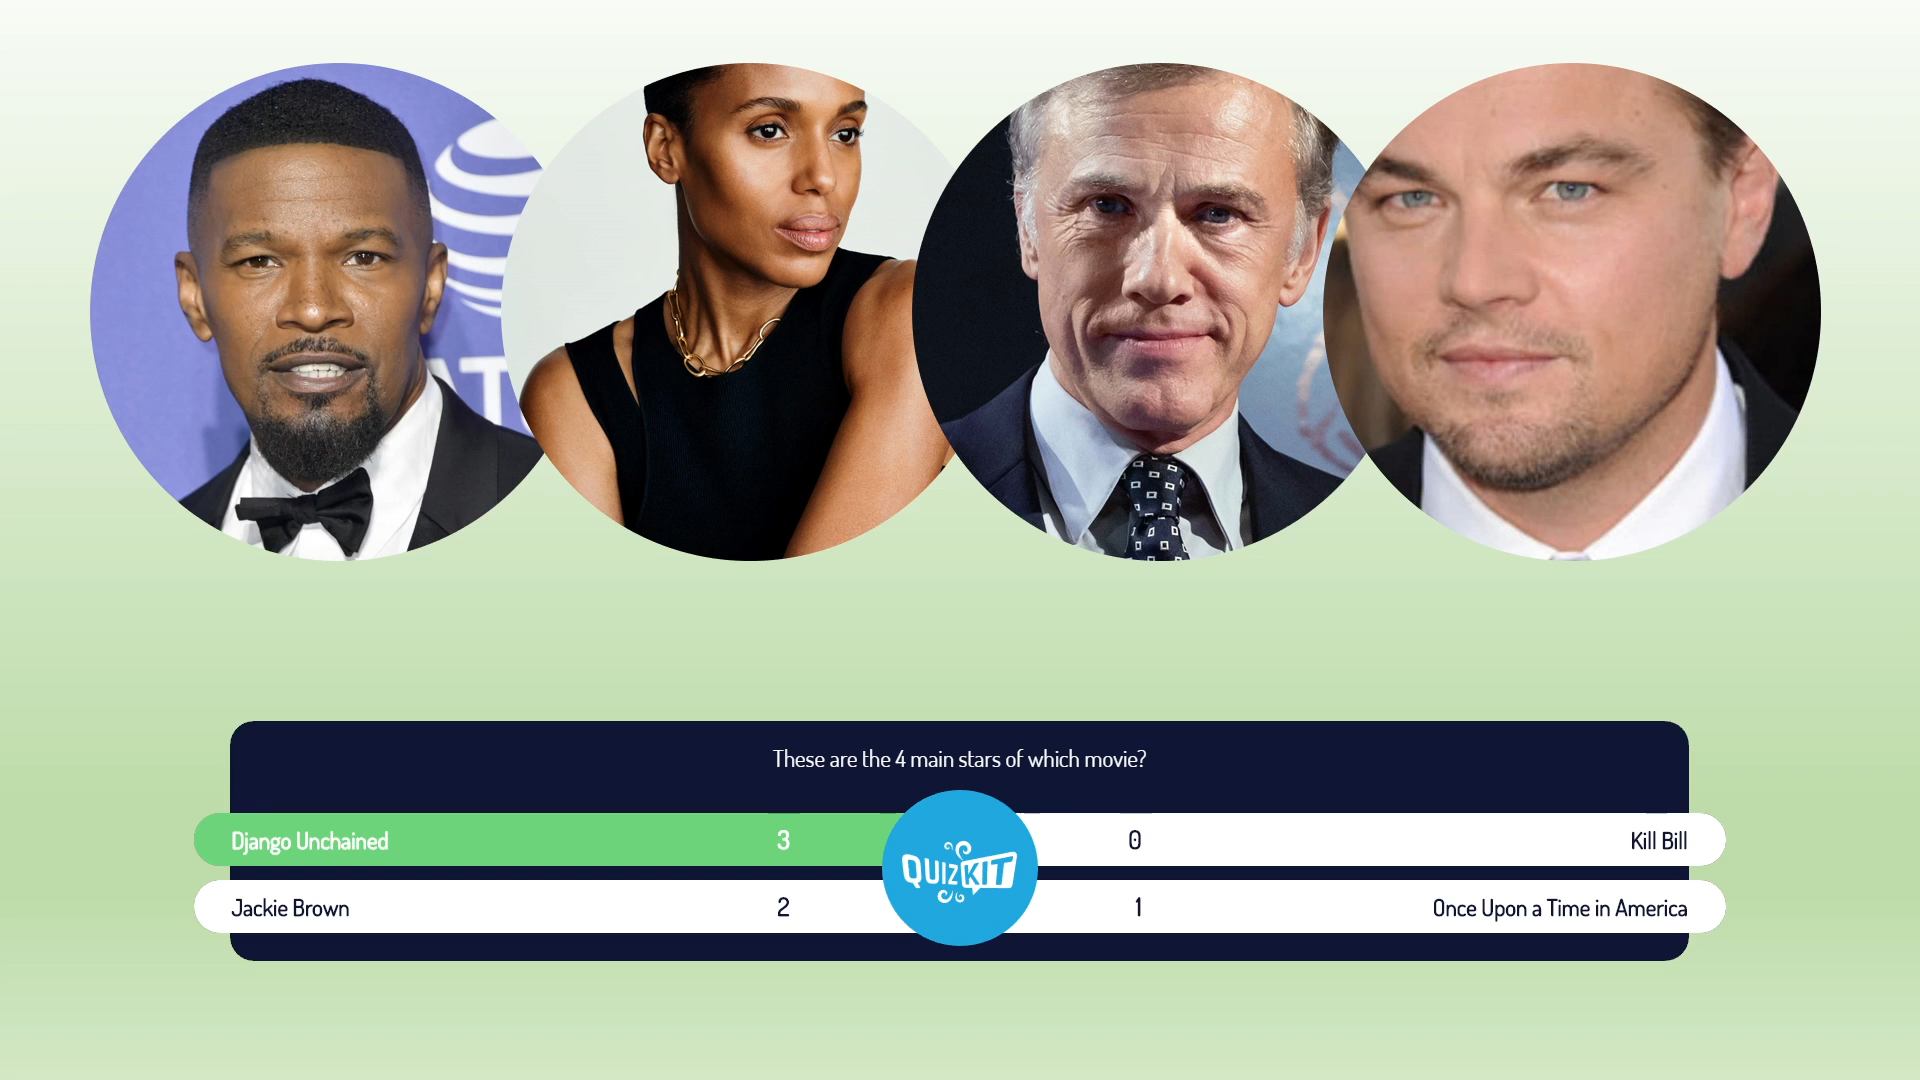 AT
These are the 4 main stars of which movie?
Django Unchained 3
0 Kill Bill
Jackie Brown 2
1 Once Upon a Time in America
QUIZKIT